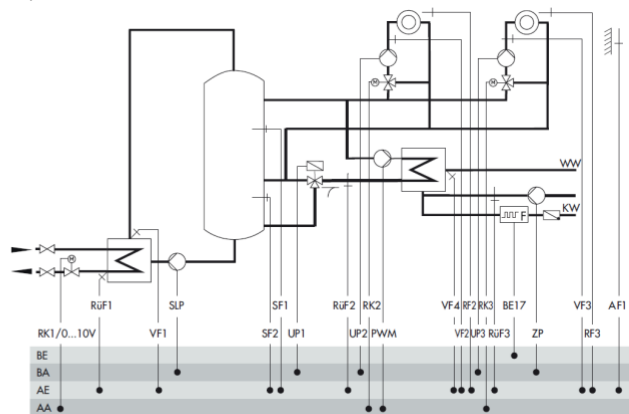 M
M
M
WW
F
KW
RüF1
SLP
SF1
RüF2
RK2
VF4
RF2
RK3
BE17
VF3
AF1
RK1/0...10V
VF1
SF2
UP1
UP2
PWM
VF2
UP3
RüF3
ZP
RF3
BE
BA
AE
AA